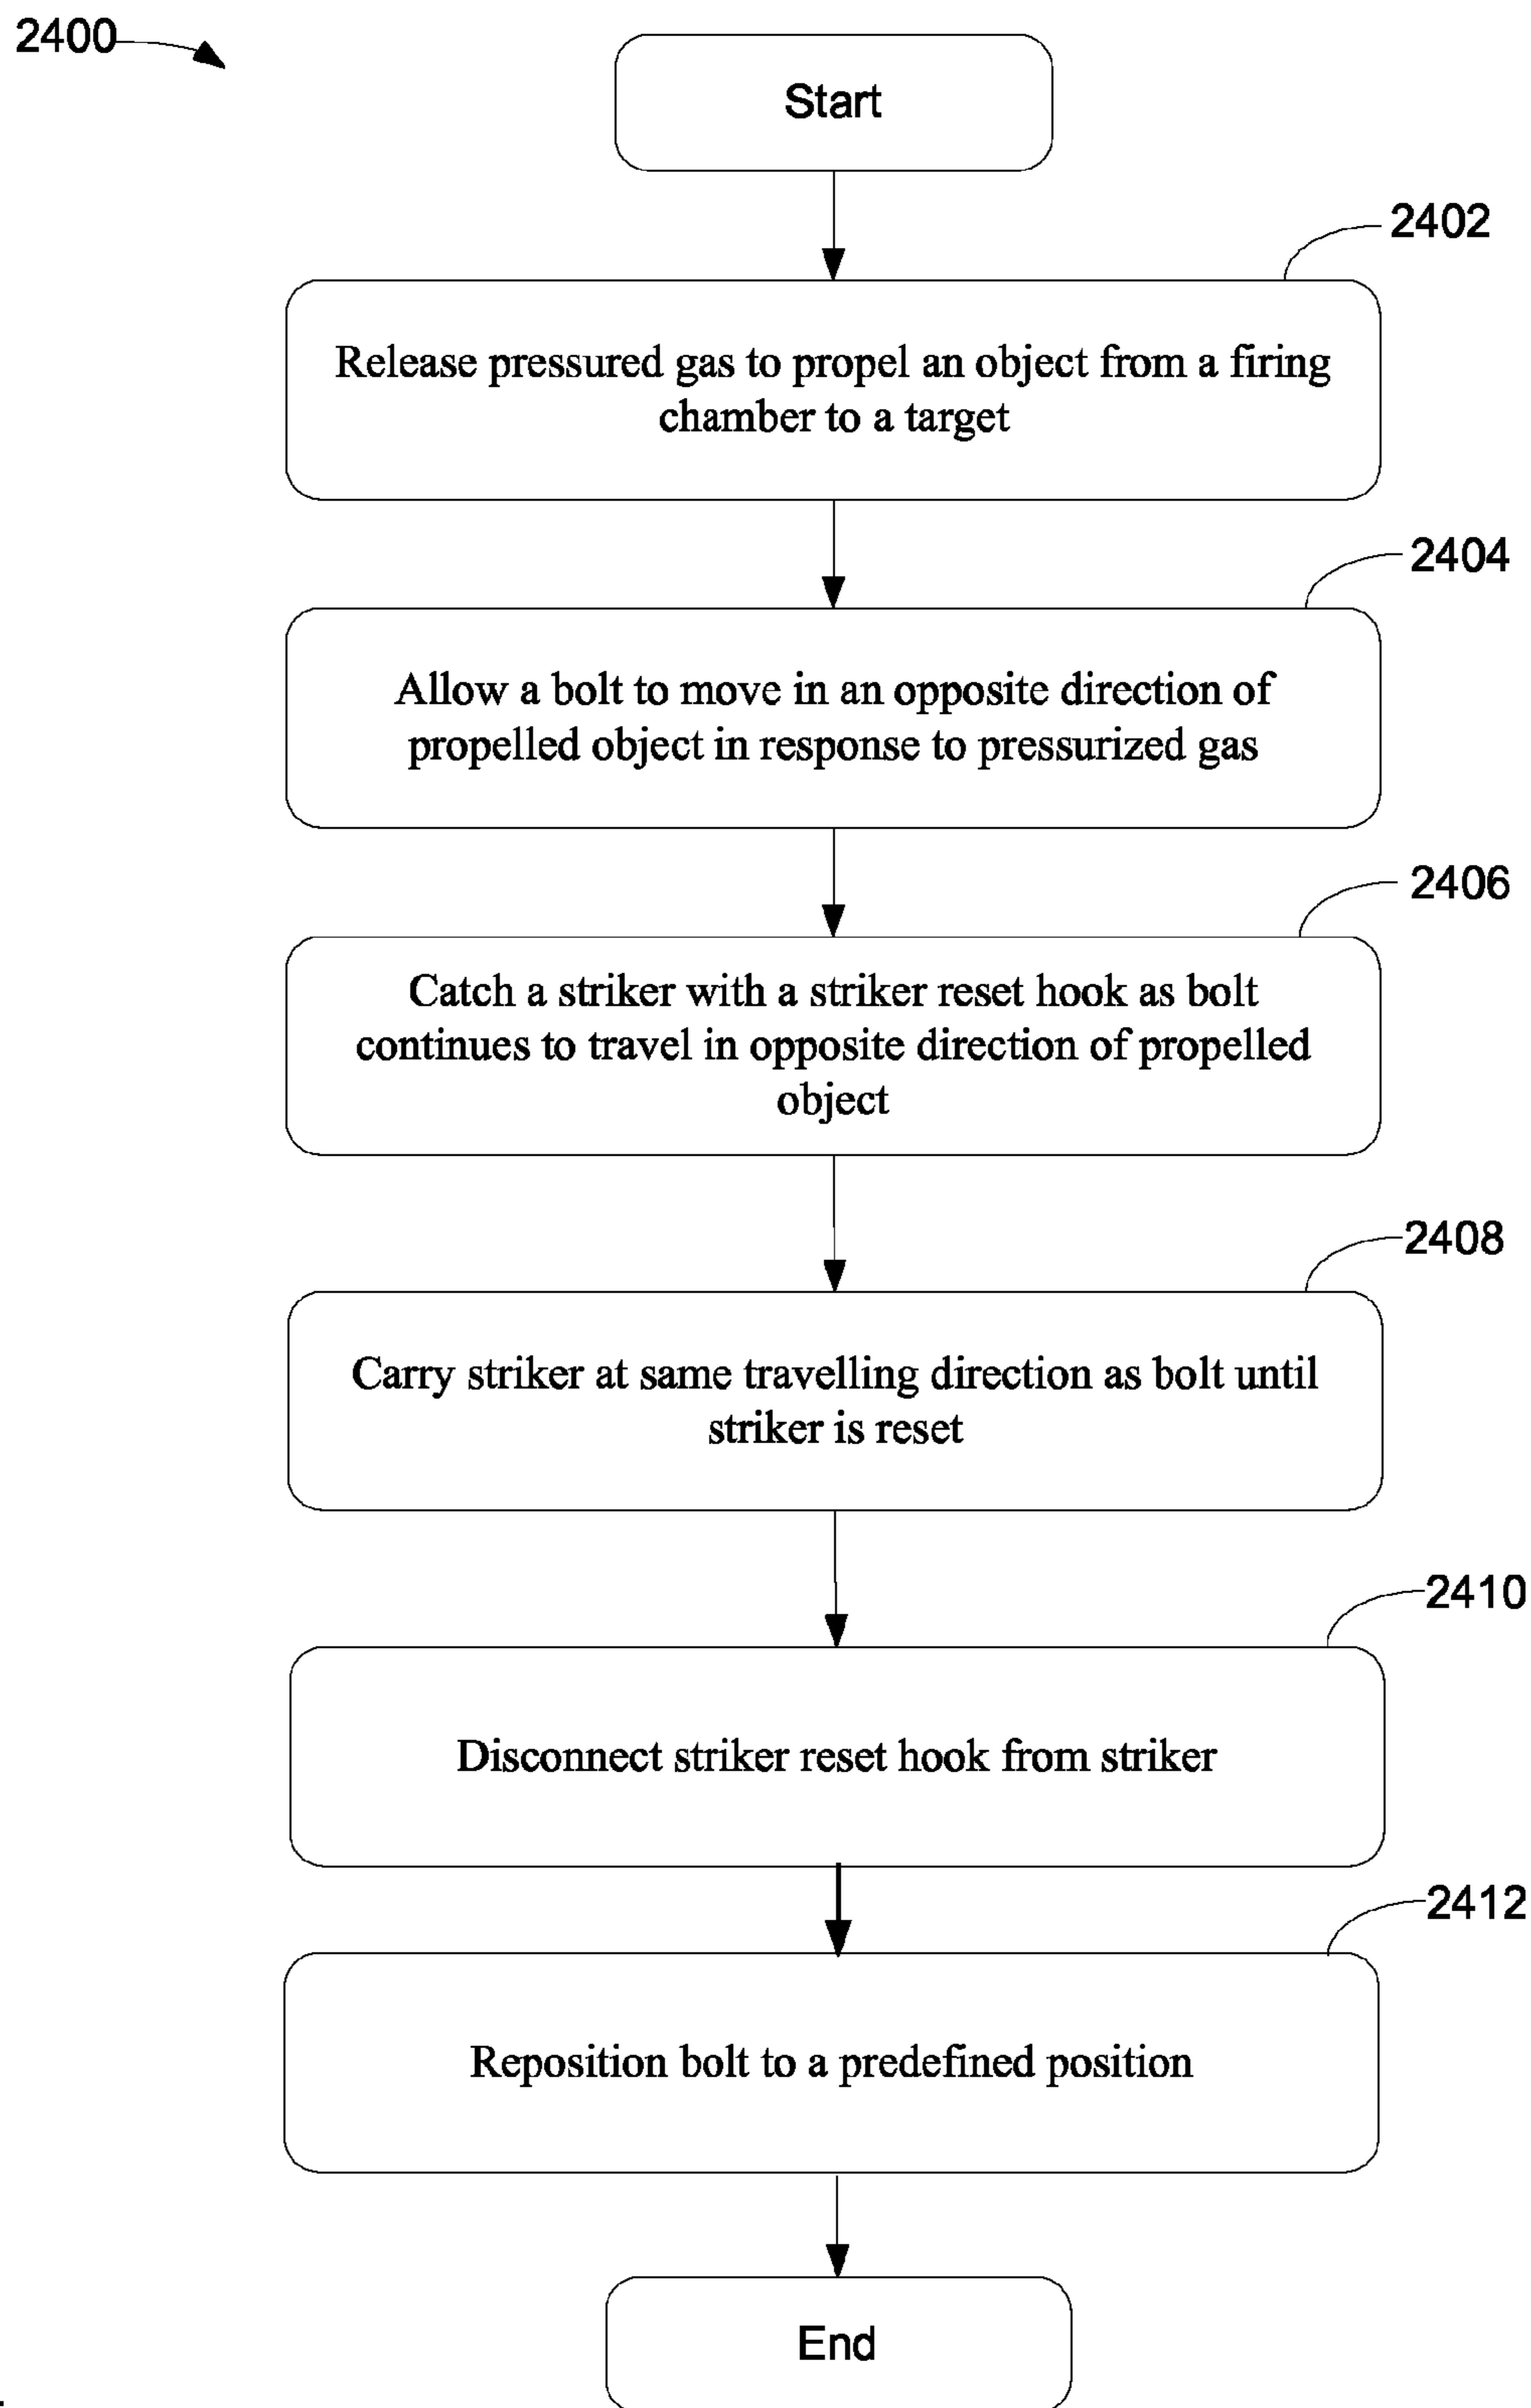 2400
Start
2402
Release pressured gas to propel an object from a firing
chamber to a target
2404
Allow a bolt to move in an opposite direction of
propelled object in response to pressurized gas
2406
Catch a striker with a striker reset hook as bolt
continues to travel in opposite direction of propelled
object
2408
Carry striker at same travelling direction as bolt until
striker is reset
2410
Disconnect striker reset hook from striker
2412
Reposition bolt to a predefined position
End